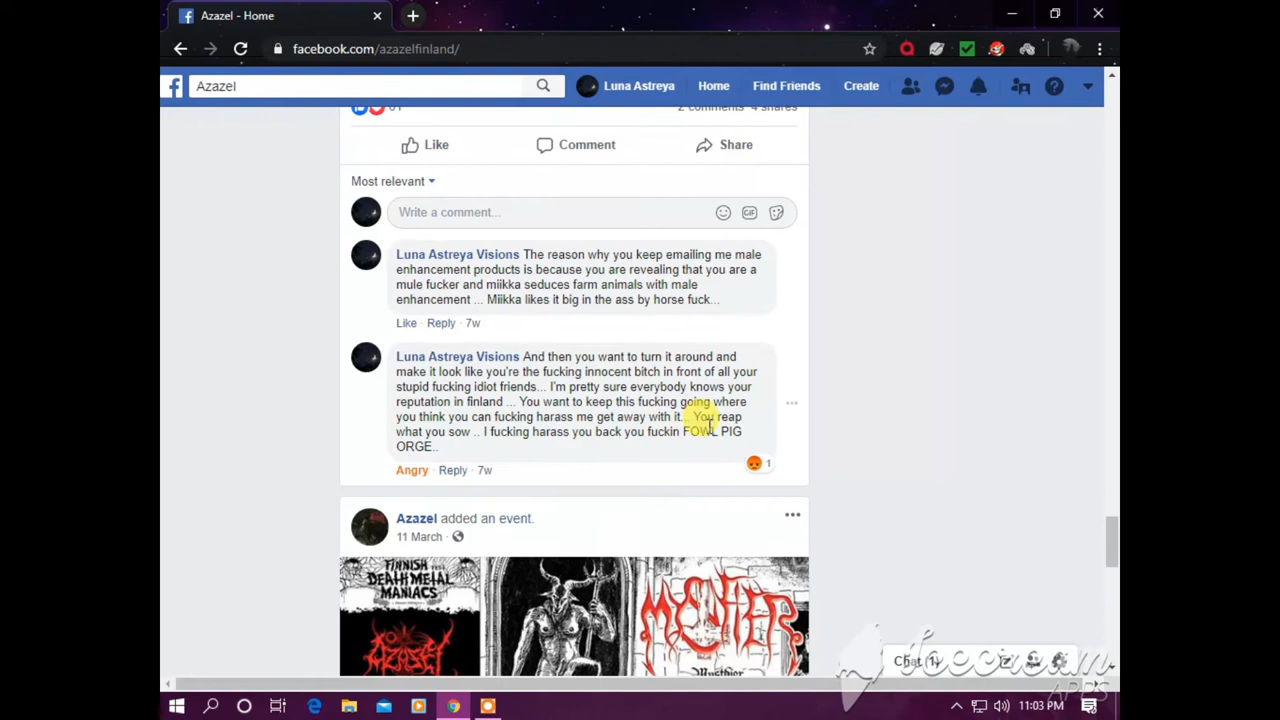 Azazel - Home
facebook.com/azazelfinland/
Azazel
Luna Astreya
Home
Find Friends
Create
2 comments 4 shares
Like
Comment
Share
Most relevant
Write a comment...
GIF
Luna Astreya Visions The reason why you keep emailing me male
enhancement products is because you are revealing that you are a
mule fucker and miikka seduces farm animals with male
enhancement ... Miikka likes it big in the ass by horse fuck...
Like · Reply · 7w
Luna Astreya Visions And then you want to turn it around and
make it look like you're the fucking innocent bitch in front of all your
stupid fucking idiot friends... I'm pretty sure everybody knows your
reputation in finland ... You want to keep this fucking going where
you think you can fucking harass me get away with it... You reap
what you sow .. I fucking harass you back you fuckin FOWL PIG
ORGE..
1
Angry · Reply · 7w
Azazel added an event.
11 March
FINNISH
DEATH METAL
MANIACS
AZAZEL
MYSTIFIER
Mystifier
Chat
APPS
11:03 PM